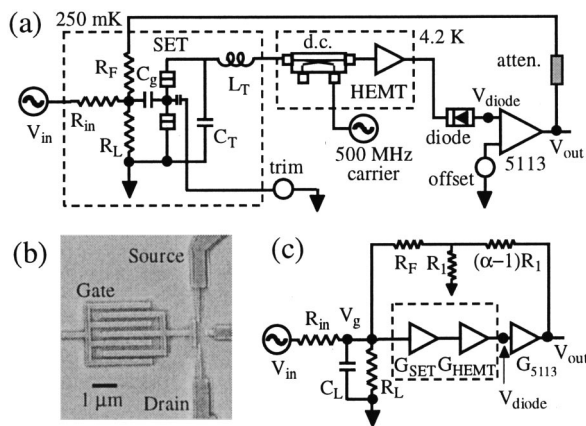 (a)
250 mK
SET
d.c.
4.2 K
atten.
R_F
C_g
L_T
HEMT
V_diode
V_in
R_in
R_L
C_T
500 MHz
carrier
diode
5113
V_out
trim
offset
(b)
Source
Gate
1 µm
Drain
(c)
R_F
R_1
(α-1)R_1
R_in
V_g
V_in
C_L
R_L
G_SET
G_HEMT
G_5113
V_out
V_diode